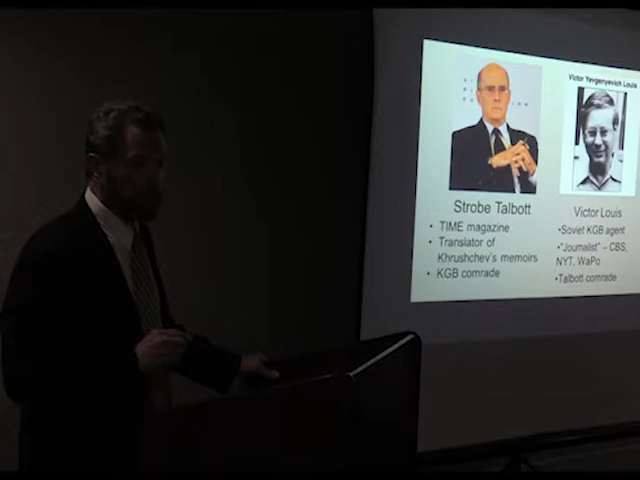 Victor Yevgenyevich Louis
Strobe Talbott
• TIME magazine
• Translator of
Khrushchev's memoirs
• KGB comrade
Victor Louis
•Soviet KGB agent
•"Journalist" – CBS,
NYT, WaPo
•Talbott comrade